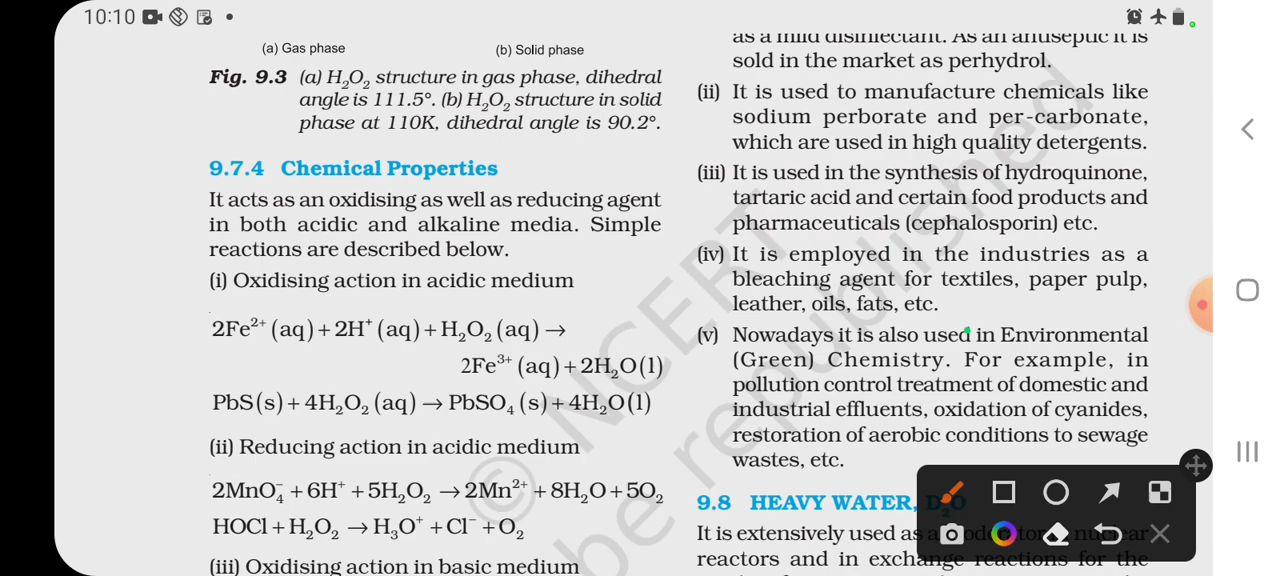 10:10
(a) Gas phase (b) Solid phase
Fig. 9.3 (a) H₂O₂ structure in gas phase, dihedral
angle is 111.5°. (b) H₂O₂ structure in solid
phase at 110K, dihedral angle is 90.2°.
9.7.4 Chemical Properties
It acts as an oxidising as well as reducing agent
in both acidic and alkaline media. Simple
reactions are described below.
(i) Oxidising action in acidic medium
2Fe²⁺ (aq) + 2H⁺ (aq) + H₂O₂ (aq) →
2Fe³⁺ (aq) + 2H₂O (l)
PbS (s) + 4H₂O₂ (aq) → PbSO₄ (s) + 4H₂O (l)
(ii) Reducing action in acidic medium
2MnO₄⁻ + 6H⁺ + 5H₂O₂ → 2Mn²⁺ + 8H₂O + 5O₂
HOCl + H₂O₂ → H₃O⁺ + Cl⁻ + O₂
(iii) Oxidising action in basic medium
as a mild disinfectant. As an antiseptic it is
sold in the market as perhydrol.
(ii) It is used to manufacture chemicals like
sodium perborate and per-carbonate,
which are used in high quality detergents.
(iii) It is used in the synthesis of hydroquinone,
tartaric acid and certain food products and
pharmaceuticals (cephalosporin) etc.
(iv) It is employed in the industries as a
bleaching agent for textiles, paper pulp,
leather, oils, fats, etc.
(v) Nowadays it is also used in Environmental
(Green) Chemistry. For example, in
pollution control treatment of domestic and
industrial effluents, oxidation of cyanides,
restoration of aerobic conditions to sewage
wastes, etc.
9.8 HEAVY WATER, D₂O
It is extensively used as a moderator in nuclear
reactors and in exchange reactions for the
© NCERT
be republished